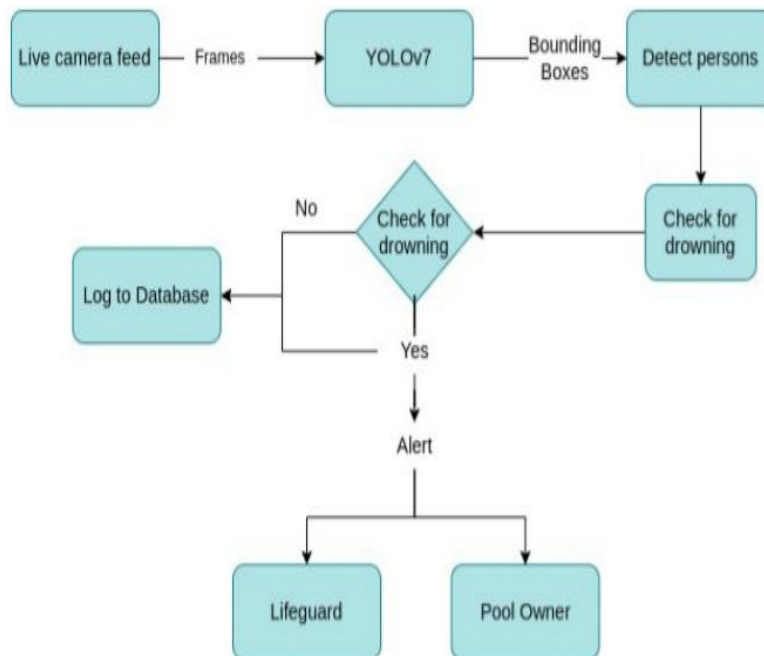 Live camera feed
Frames
YOLOv7
Bounding
Boxes
Detect persons
No
Check for
drowning
Check for
drowning
Log to Database
Yes
Alert
Lifeguard
Pool Owner